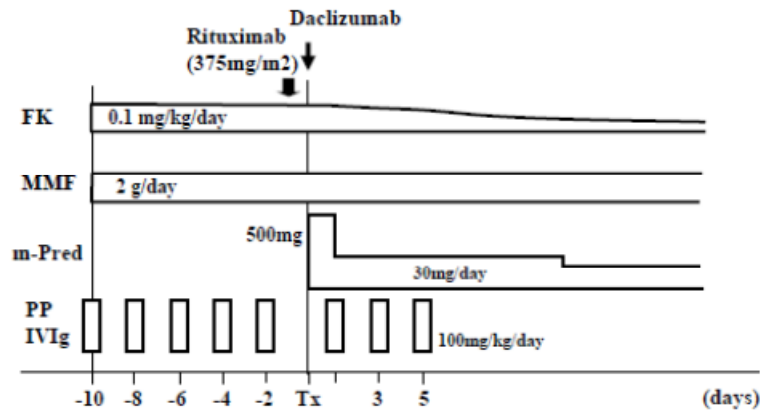 Daclizumab
Rituximab
(375mg/m2)
FK
0.1 mg/kg/day
MMF
2 g/day
500mg
m-Pred
30mg/day
PP
IVIg
100mg/kg/day
-10 -8 -6 -4 -2 Tx 3 5 (days)